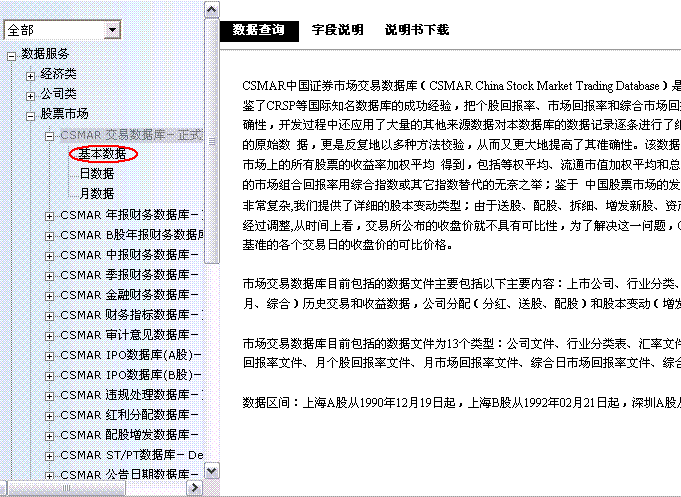 全部
数据服务
经济类
公司类
股票市场
CSMAR 交易数据库－正式
基本数据
日数据
月数据
CSMAR 年报财务数据库－
CSMAR B股年报财务数据库
CSMAR 中报财务数据库－
CSMAR 季报财务数据库－
CSMAR 金融财务数据库－
CSMAR 财务指标数据库－
CSMAR 审计意见数据库－
CSMAR IPO数据库(A股)－
CSMAR IPO数据库(B股)－
CSMAR 违规处理数据库－
CSMAR 红利分配数据库－
CSMAR 配股增发数据库－
CSMAR ST/PT数据库－ De
CSMAR 公告日期数据库－
数据查询 字段说明 说明书下载
CSMAR中国证券市场交易数据库（CSMAR China Stock Market Trading Database）是
鉴了CRSP等国际知名数据库的成功经验，把个股回报率、市场回报率和综合市场回
确性，开发过程中还应用了大量的其他来源数据对本数据库的数据记录逐条进行了
的原始数 据，更是反复地以多种方法校验，从而又更大地提高了其准确性。该数据
市场上的所有股票的收益率加权平均 得到，包括等权平均、流通市值加权平均和总
的市场组合回报率用综合指数或其它指数替代的无奈之举；鉴于 中国股票市场的发
非常复杂,我们提供了详细的股本变动类型；由于送股、配股、拆细、增发新股、资
经过调整,从时间上看，交易所公布的收盘价就不具有可比性，为了解决这一问题，C
基准的各个交易日的收盘价的可比价格。
市场交易数据库目前包括的数据文件主要包括以下主要内容：上市公司、行业分类、
月、综合）历史交易和收益数据，公司分配（分红、送股、配股）和股本变动（增
市场交易数据库目前包括的数据文件为13个类型：公司文件、行业分类表、汇率文
回报率文件、月个股回报率文件、月市场回报率文件、综合日市场回报率文件、综
数据区间：上海A股从1990年12月19日起，上海B股从1992年02月21日起，深圳A股从